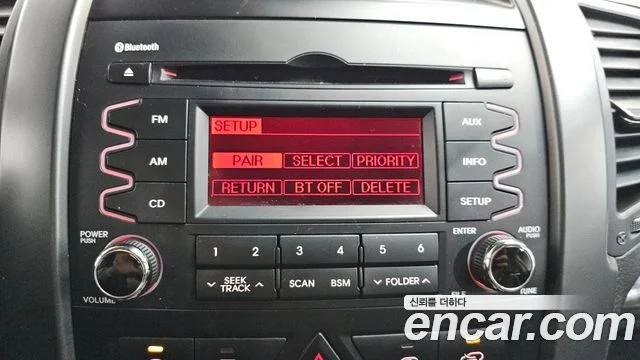 Bluetooth
FM
AM
CD
SETUP
PAIR SELECT PRIORITY
RETURN BT OFF DELETE
AUX
INFO
SETUP
POWER
PUSH
VOLUME
1 2 3 4 5 6
SEEK
TRACK
SCAN BSM
FOLDER
ENTER
AUDIO
PUSH
FILE
TUNE
신뢰를 더하다
encar.com